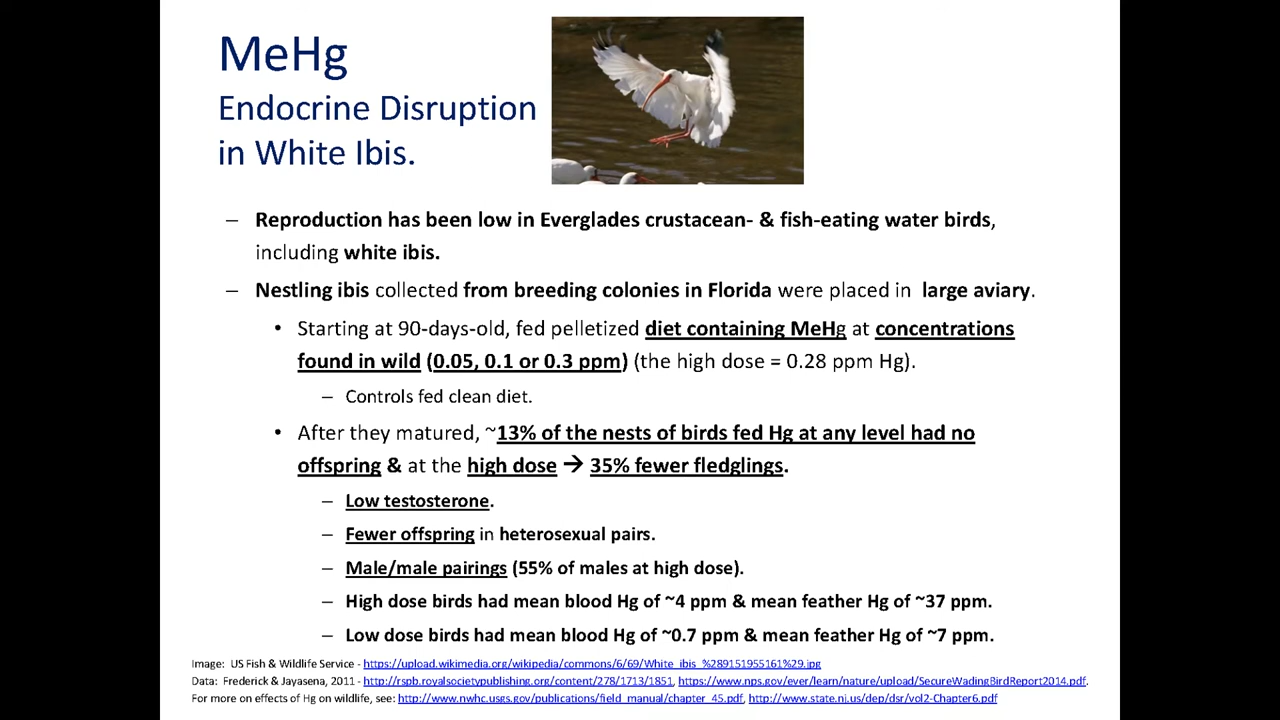 MeHg
Endocrine Disruption
in White Ibis.
– Reproduction has been low in Everglades crustacean- & fish-eating water birds,
including white ibis.
– Nestling ibis collected from breeding colonies in Florida were placed in large aviary.
• Starting at 90-days-old, fed pelletized diet containing MeHg at concentrations
found in wild (0.05, 0.1 or 0.3 ppm) (the high dose = 0.28 ppm Hg).
– Controls fed clean diet.
• After they matured, ~13% of the nests of birds fed Hg at any level had no
offspring & at the high dose → 35% fewer fledglings.
– Low testosterone.
– Fewer offspring in heterosexual pairs.
– Male/male pairings (55% of males at high dose).
– High dose birds had mean blood Hg of ~4 ppm & mean feather Hg of ~37 ppm.
– Low dose birds had mean blood Hg of ~0.7 ppm & mean feather Hg of ~7 ppm.
Image: US Fish & Wildlife Service - https://upload.wikimedia.org/wikipedia/commons/6/69/White_ibis_%289151955161%29.jpg
Data: Frederick & Jayasena, 2011 - http://rspb.royalsocietypublishing.org/content/278/1713/1851, https://www.nps.gov/ever/learn/nature/upload/SecureWadingBirdReport2014.pdf.
For more on effects of Hg on wildlife, see: http://www.nwhc.usgs.gov/publications/field_manual/chapter_45.pdf, http://www.state.nj.us/dep/dsr/vol2-Chapter6.pdf